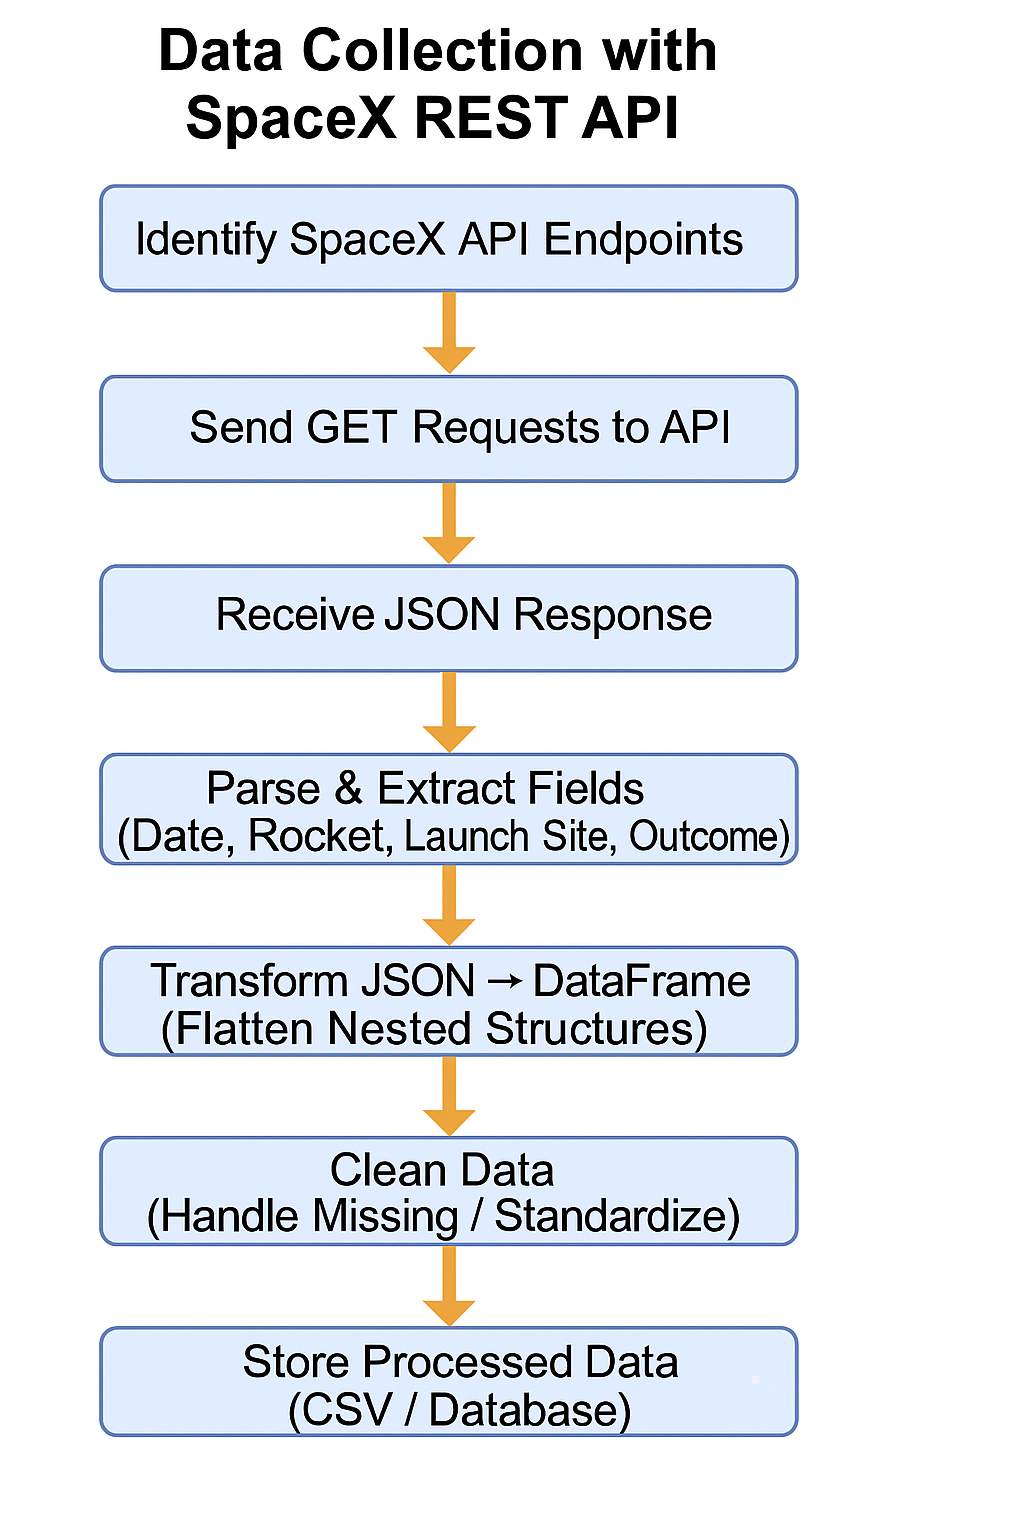 Data Collection with
SpaceX REST API
Identify SpaceX API Endpoints
Send GET Requests to API
Receive JSON Response
Parse & Extract Fields
(Date, Rocket, Launch Site, Outcome)
Transform JSON → DataFrame
(Flatten Nested Structures)
Clean Data
(Handle Missing / Standardize)
Store Processed Data
(CSV / Database)